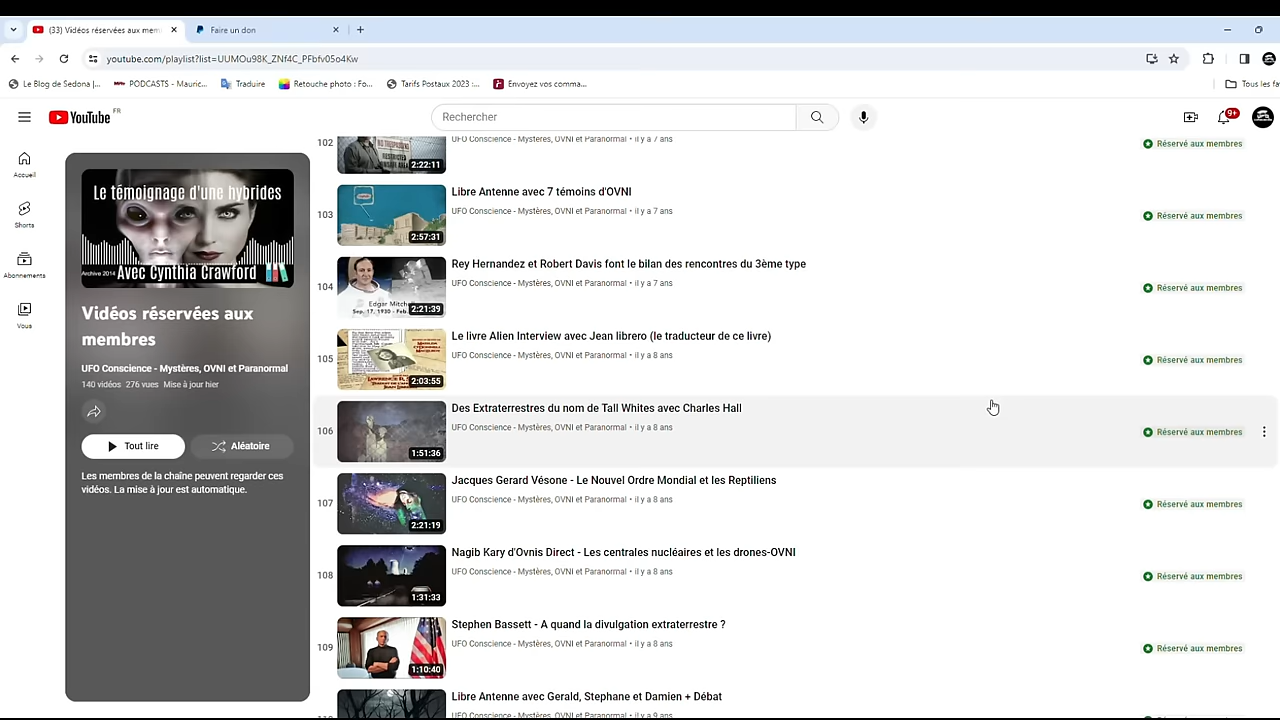 (33) Vidéos réservées aux mem
Faire un don
youtube.com/playlist?list=UUMOu98K_ZNf4C_PFbfv05o4Kw
Le Blog de Sedona |...
PODCASTS - Mauric...
Traduire
Retouche photo : Fo...
Tarifs Postaux 2023 :...
Envoyez vos comma...
Tous les fa
YouTube FR
Rechercher
9+
Accueil
Shorts
Abonnements
Vous
Le témoignage d'une hybrides
Archive 2014 Avec Cynthia Crawford
Vidéos réservées aux
membres
UFO Conscience - Mystères, OVNI et Paranormal
140 vidéos 276 vues Mise à jour hier
Tout lire
Aléatoire
Les membres de la chaîne peuvent regarder ces
vidéos. La mise à jour est automatique.
102
2:22:11
UFO Conscience - Mystères, OVNI et Paranormal • il y a 7 ans
Réservé aux membres
103
2:57:31
Libre Antenne avec 7 témoins d'OVNI
UFO Conscience - Mystères, OVNI et Paranormal • il y a 7 ans
Réservé aux membres
104
Edgar Mitch
Sep. 17, 1930 - Feb.
2:21:39
Rey Hernandez et Robert Davis font le bilan des rencontres du 3ème type
UFO Conscience - Mystères, OVNI et Paranormal • il y a 7 ans
Réservé aux membres
105
2:03:55
Le livre Alien Interview avec Jean librero (le traducteur de ce livre)
UFO Conscience - Mystères, OVNI et Paranormal • il y a 8 ans
Réservé aux membres
106
1:51:36
Des Extraterrestres du nom de Tall Whites avec Charles Hall
UFO Conscience - Mystères, OVNI et Paranormal • il y a 8 ans
Réservé aux membres
107
2:21:19
Jacques Gerard Vésone - Le Nouvel Ordre Mondial et les Reptiliens
UFO Conscience - Mystères, OVNI et Paranormal • il y a 8 ans
Réservé aux membres
108
1:31:33
Nagib Kary d'Ovnis Direct - Les centrales nucléaires et les drones-OVNI
UFO Conscience - Mystères, OVNI et Paranormal • il y a 8 ans
Réservé aux membres
109
1:10:40
Stephen Bassett - A quand la divulgation extraterrestre ?
UFO Conscience - Mystères, OVNI et Paranormal • il y a 8 ans
Réservé aux membres
Libre Antenne avec Gerald, Stephane et Damien + Débat
UFO Conscience - Mystères, OVNI et Paranormal • il y a 9 ans